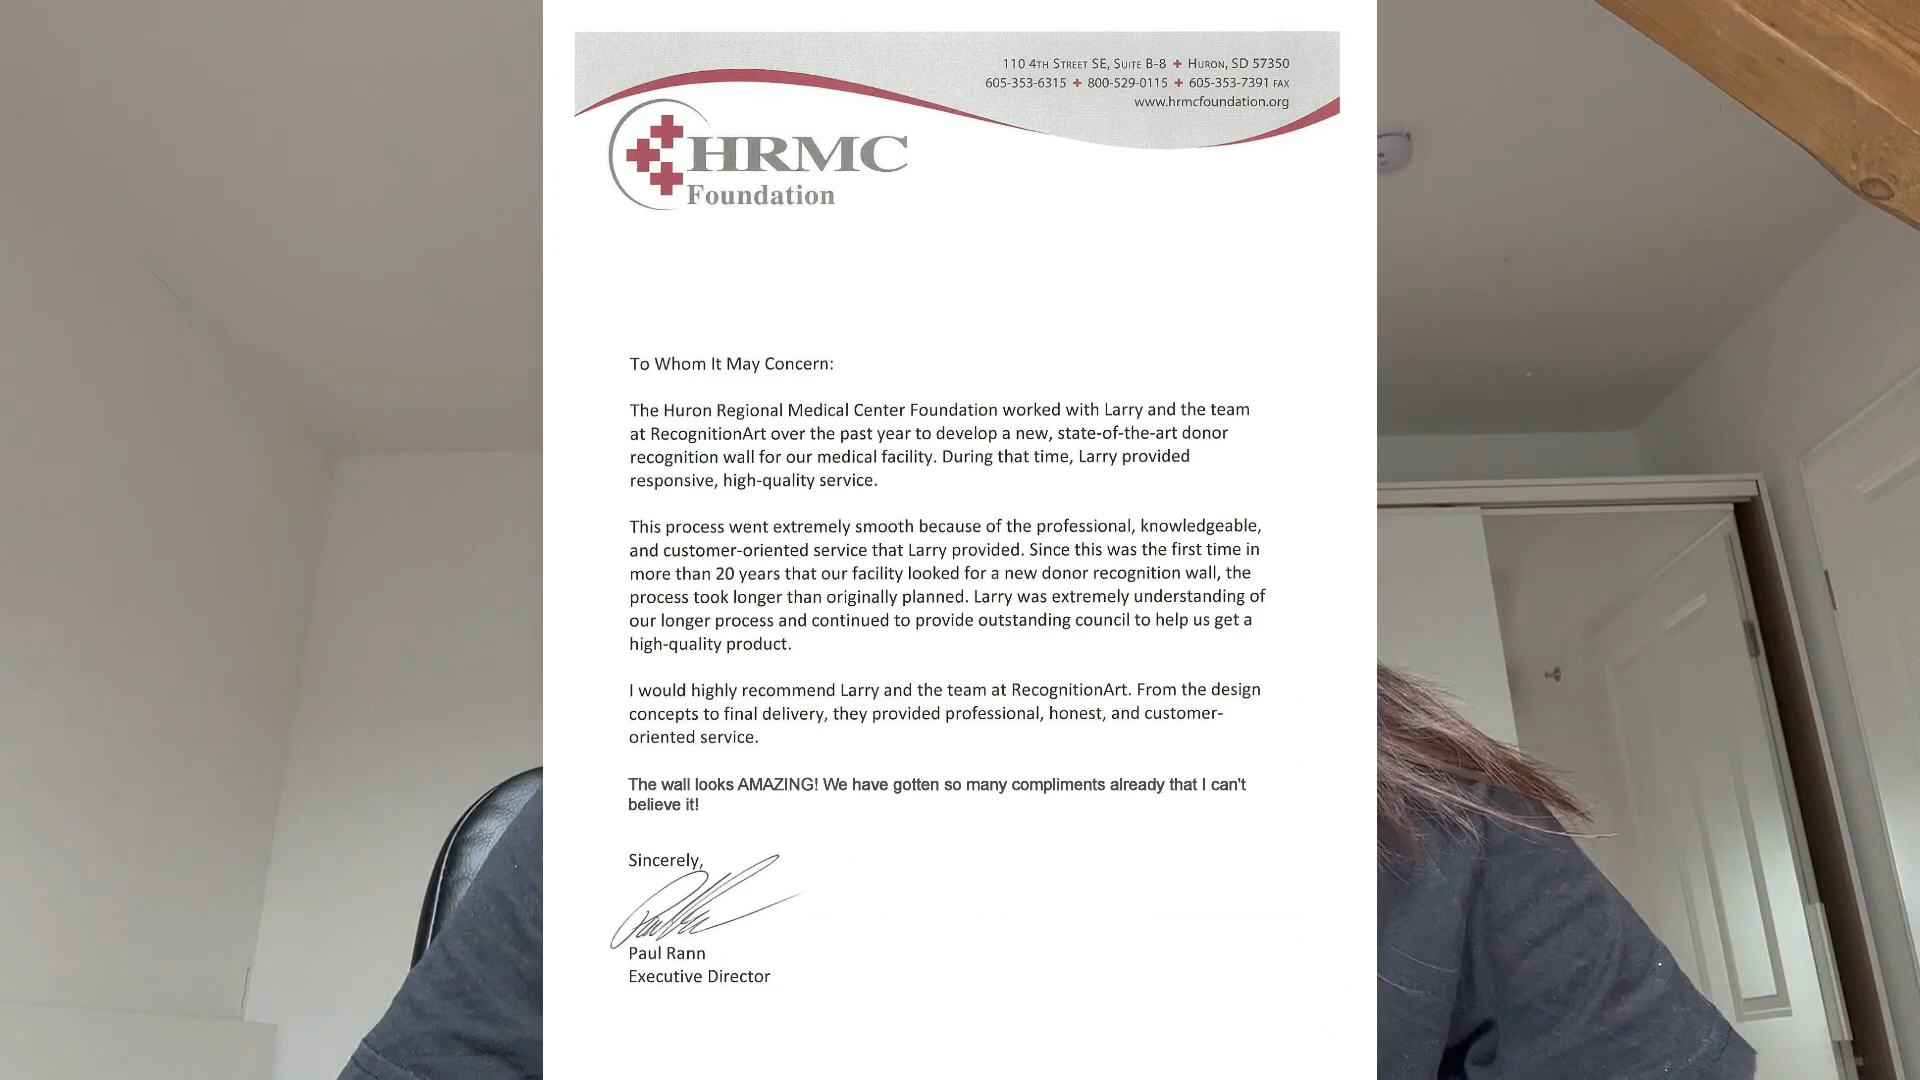 110 4TH STREET SE, SUITE B-8 + HURON, SD 57350
605-353-6315 + 800-529-0115 + 605-353-7391 FAX
www.hrmcfoundation.org
HRMC
Foundation
To Whom It May Concern:
The Huron Regional Medical Center Foundation worked with Larry and the team
at RecognitionArt over the past year to develop a new, state-of-the-art donor
recognition wall for our medical facility. During that time, Larry provided
responsive, high-quality service.
This process went extremely smooth because of the professional, knowledgeable,
and customer-oriented service that Larry provided. Since this was the first time in
more than 20 years that our facility looked for a new donor recognition wall, the
process took longer than originally planned. Larry was extremely understanding of
our longer process and continued to provide outstanding council to help us get a
high-quality product.
I would highly recommend Larry and the team at RecognitionArt. From the design
concepts to final delivery, they provided professional, honest, and customer-
oriented service.
The wall looks AMAZING! We have gotten so many compliments already that I can't
believe it!
Sincerely,
Paul Rann
Executive Director